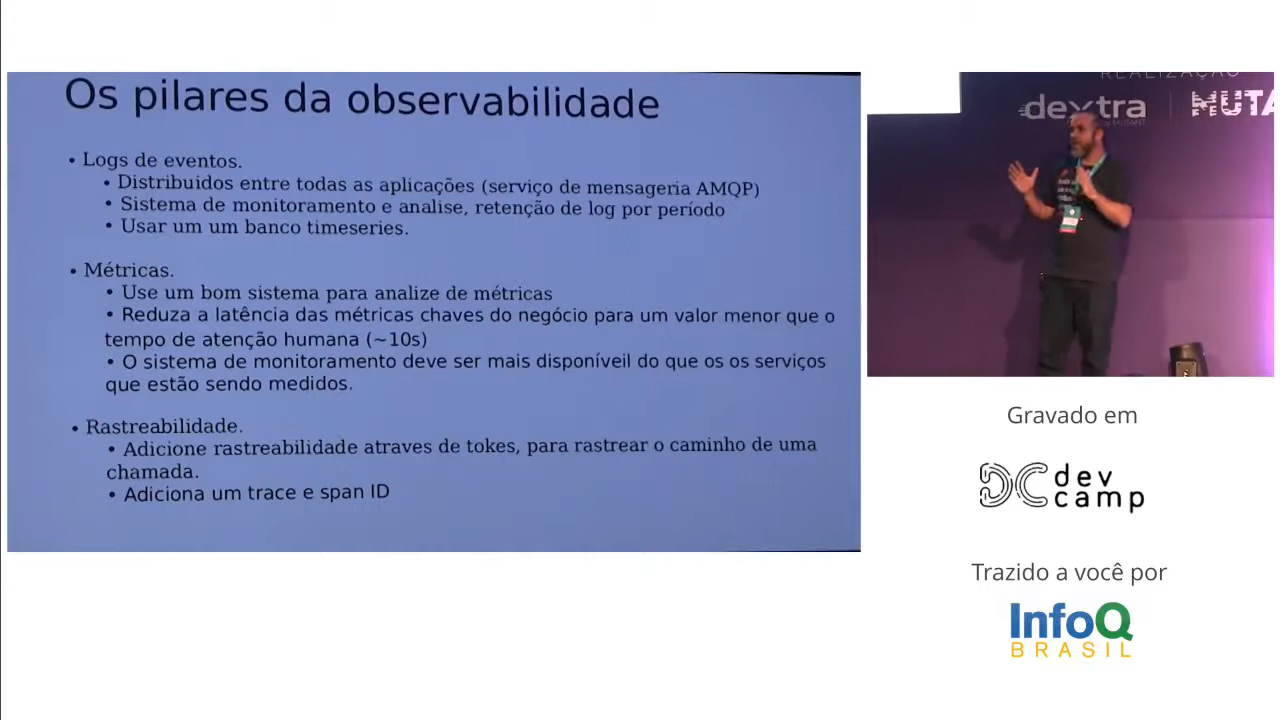 Os pilares da observabilidade
• Logs de eventos.
• Distribuidos entre todas as aplicações (serviço de mensageria AMQP)
• Sistema de monitoramento e analise, retenção de log por período
• Usar um um banco timeseries.
• Métricas.
• Use um bom sistema para analize de métricas
• Reduza a latência das métricas chaves do negócio para um valor menor que o
tempo de atenção humana (~10s)
• O sistema de monitoramento deve ser mais disponíveil do que os os serviços
que estão sendo medidos.
• Rastreabilidade.
• Adicione rastreabilidade atraves de tokes, para rastrear o caminho de uma
chamada.
• Adiciona um trace e span ID
REALIZAÇÃO
dextra
MUTA
Gravado em
dev
camp
Trazido a você por
InfoQ
BRASIL